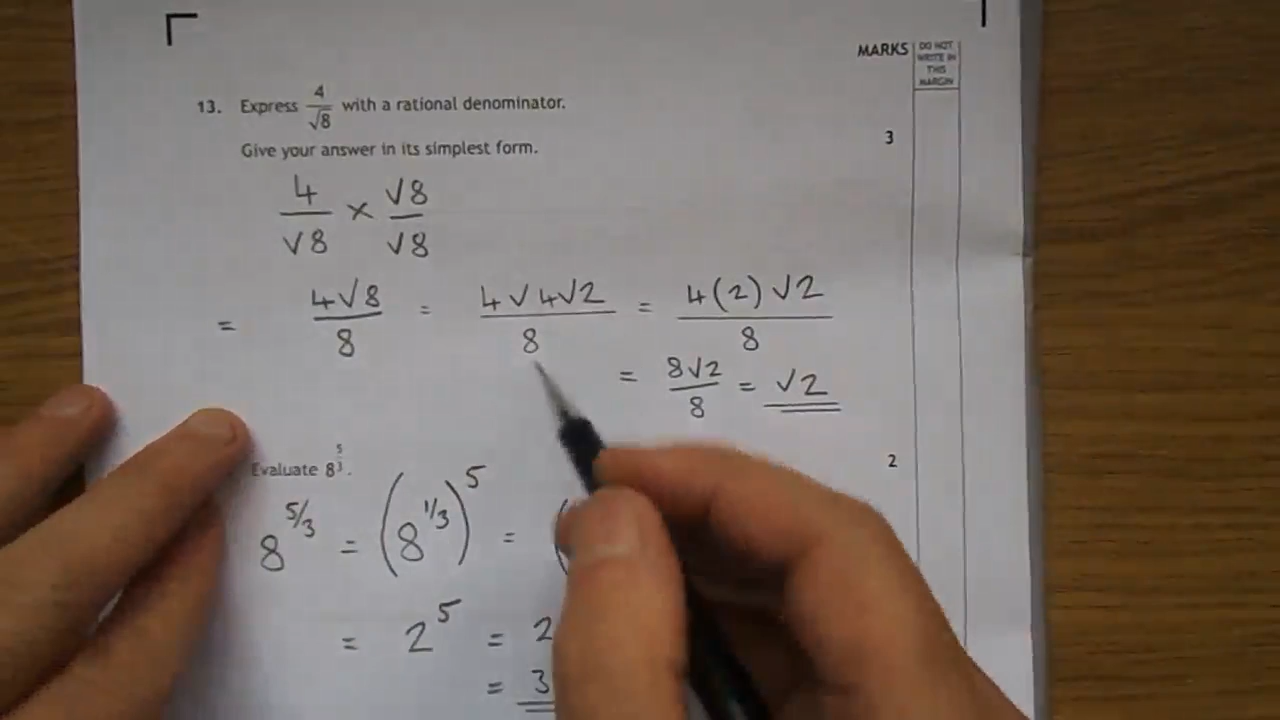 MARKS
DO NOT
WRITE IN
THIS
MARGIN
13. Express 4/√8 with a rational denominator.
3
Give your answer in its simplest form.
4/√8 × √8/√8
= 4√8/8 = 4√4√2/8 = 4(2)√2/8
= 8√2/8 = √2
Evaluate 8^(5/3).
2
8^(5/3) = (8^(1/3))^5 = (
= 2^5 = 2
= 3